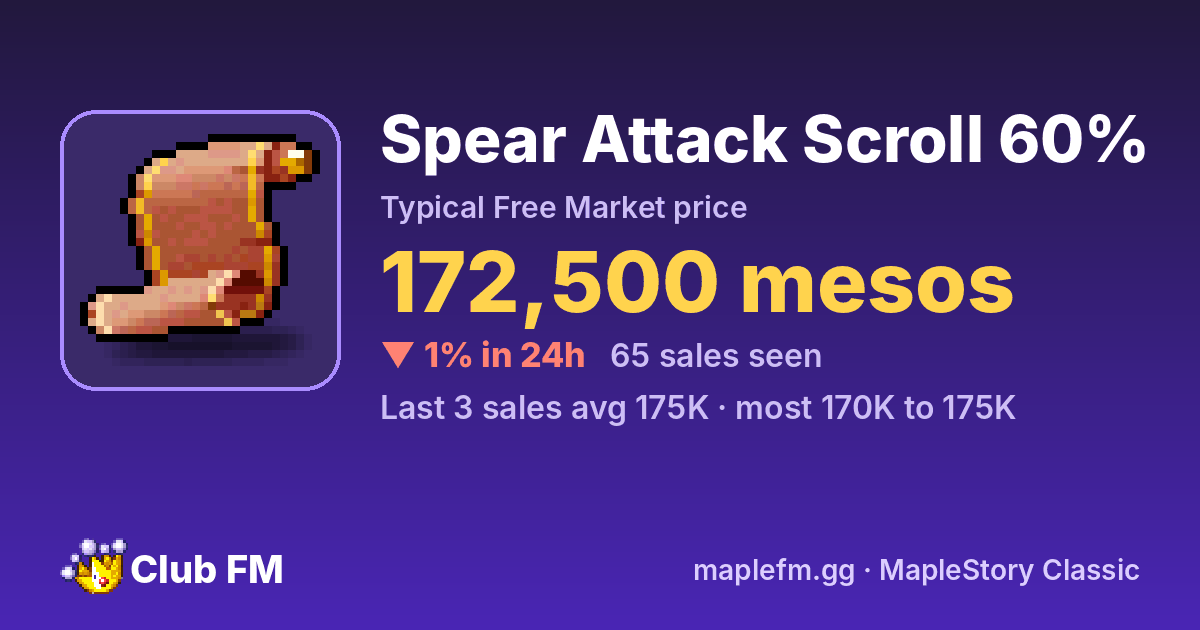 Spear Attack Scroll 60%
Typical Free Market price
172,500 mesos
▼ 1% in 24h 65 sales seen
Last 3 sales avg 175K · most 170K to 175K
Club FM
maplefm.gg · MapleStory Classic